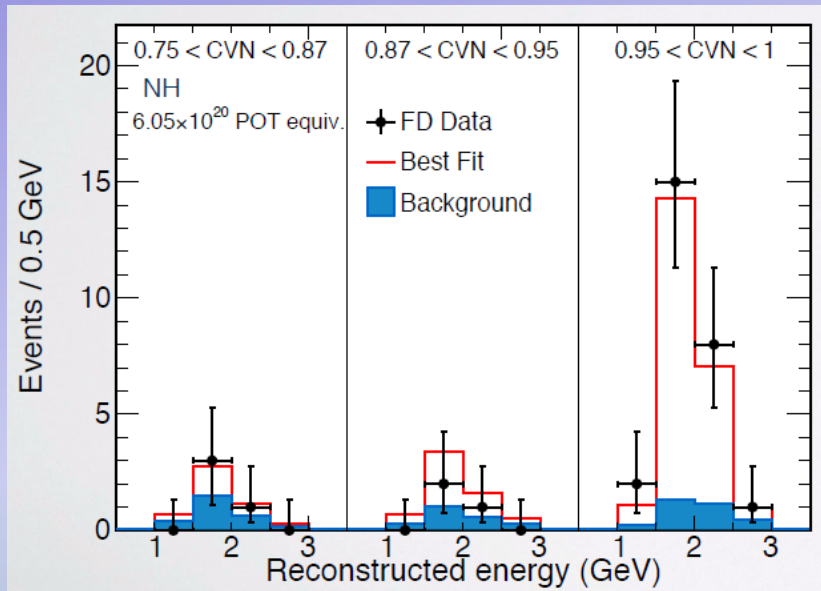 0.75 < CVN < 0.87
0.87 < CVN < 0.95
0.95 < CVN < 1
NH
6.05×10²⁰ POT equiv.
FD Data
Best Fit
Background
Events / 0.5 GeV
20
15
10
5
0
1 2 3 1 2 3 1 2 3
Reconstructed energy (GeV)